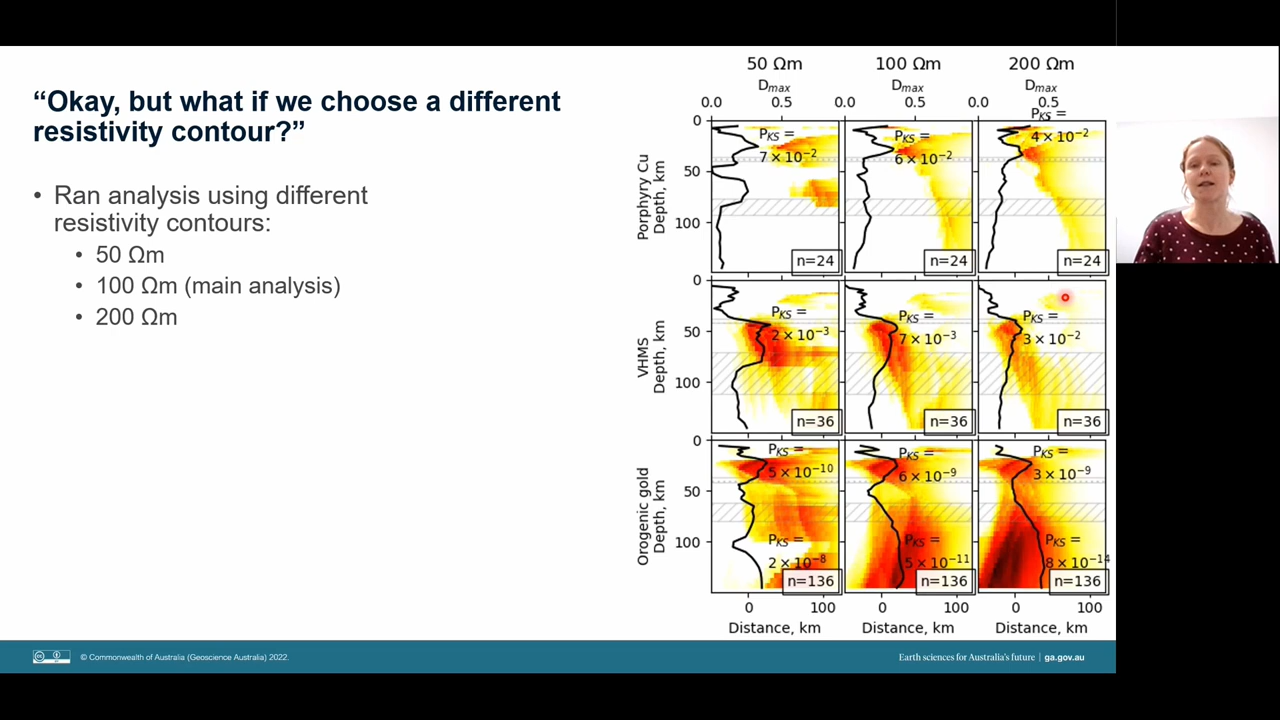 “Okay, but what if we choose a different
resistivity contour?”
• Ran analysis using different
resistivity contours:
• 50 Ωm
• 100 Ωm (main analysis)
• 200 Ωm
50 Ωm 100 Ωm 200 Ωm
Dmax Dmax Dmax
0.0 0.5 0.0 0.5 0.0 0.5
Porphyry Cu
Depth, km
0
50
100
PKS =
7 × 10⁻²
n=24
PKS =
6 × 10⁻²
n=24
PKS =
4 × 10⁻²
n=24
VHMS
Depth, km
0
50
100
PKS =
2 × 10⁻³
n=36
PKS =
7 × 10⁻³
n=36
PKS =
3 × 10⁻²
n=36
Orogenic gold
Depth, km
0
50
100
PKS =
5 × 10⁻¹⁰
PKS =
2 × 10⁻⁸
n=136
PKS =
6 × 10⁻⁹
PKS =
5 × 10⁻¹¹
n=136
PKS =
3 × 10⁻⁹
PKS =
8 × 10⁻¹⁴
n=136
0 100 0 100 0 100
Distance, km Distance, km Distance, km
cc BY
© Commonwealth of Australia (Geoscience Australia) 2022.
Earth sciences for Australia’s future | ga.gov.au